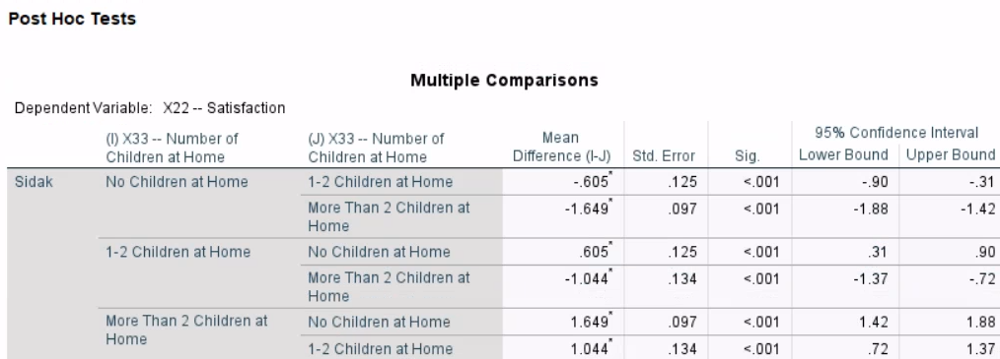 Post Hoc Tests
Multiple Comparisons
Dependent Variable: X22 -- Satisfaction
(I) X33 -- Number of Children at Home (J) X33 -- Number of Children at Home Mean Difference (I-J) Std. Error Sig. 95% Confidence Interval Lower Bound Upper Bound
Sidak No Children at Home 1-2 Children at Home -.605* .125 <.001 -.90 -.31
More Than 2 Children at Home -1.649* .097 <.001 -1.88 -1.42
1-2 Children at Home No Children at Home .605* .125 <.001 .31 .90
More Than 2 Children at Home -1.044* .134 <.001 -1.37 -.72
More Than 2 Children at Home No Children at Home 1.649* .097 <.001 1.42 1.88
1-2 Children at Home 1.044* .134 <.001 .72 1.37